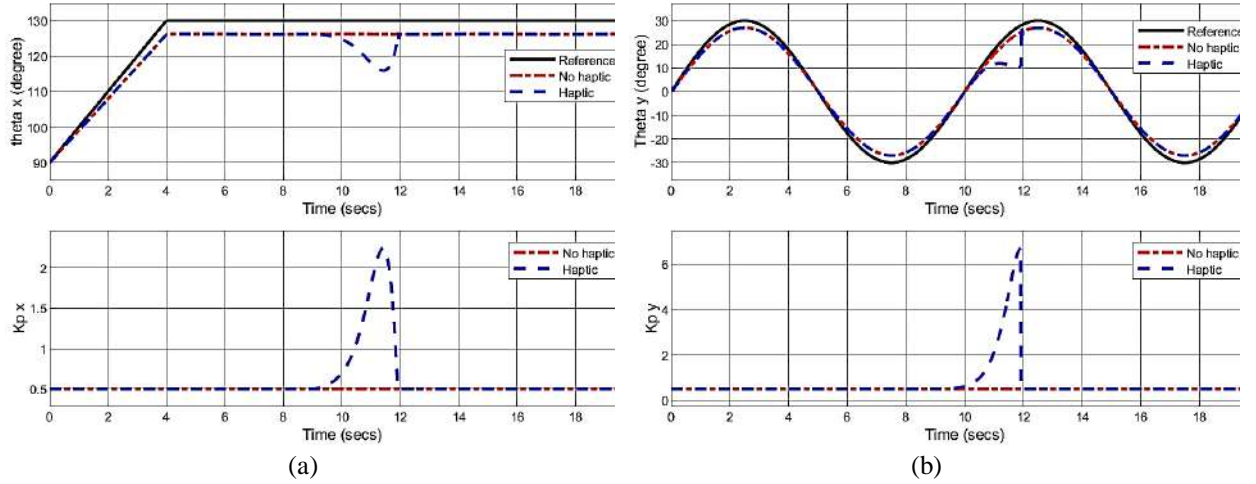 130
120
110
100
90
theta x (degree)
Reference
No haptic
Haptic
0 2 4 6 8 10 12 14 16 18
Time (secs)
2
1.5
1
0.5
Kp x
No haptic
Haptic
0 2 4 6 8 10 12 14 16 18
Time (secs)
(a)
30
20
10
0
-10
-20
-30
Theta y (degree)
Reference
No haptic
Haptic
0 2 4 6 8 10 12 14 16 18
Time (secs)
6
4
2
0
Kp y
No haptic
Haptic
0 2 4 6 8 10 12 14 16 18
Time (secs)
(b)